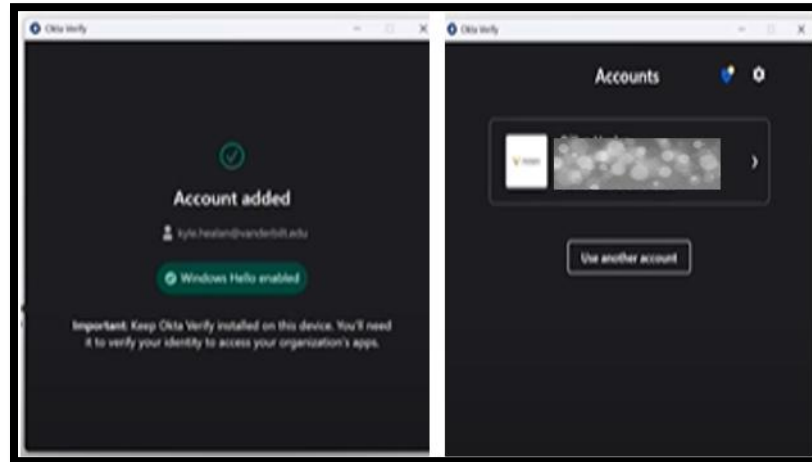 Okta Verify
Account added
kyle.healan@vanderbilt.edu
Windows Hello enabled
Important: Keep Okta Verify installed on this device. You'll need
it to verify your identity to access your organization's apps.
Okta Verify
Accounts
Use another account